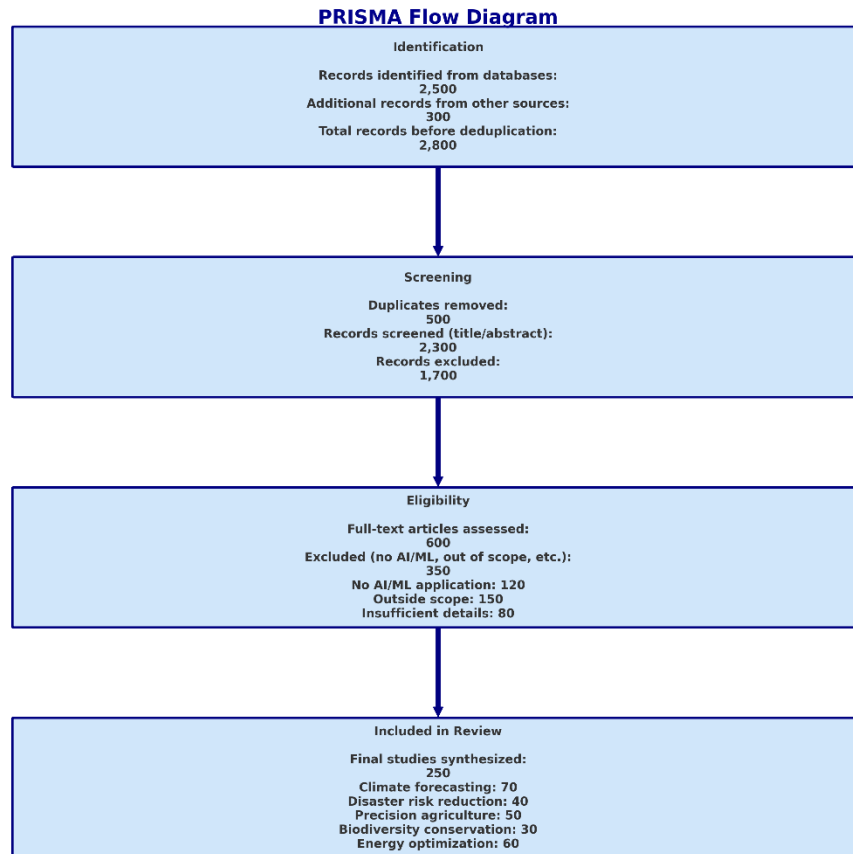 PRISMA Flow Diagram
Identification
Records identified from databases:
2,500
Additional records from other sources:
300
Total records before deduplication:
2,800
Screening
Duplicates removed:
500
Records screened (title/abstract):
2,300
Records excluded:
1,700
Eligibility
Full-text articles assessed:
600
Excluded (no AI/ML, out of scope, etc.):
350
No AI/ML application: 120
Outside scope: 150
Insufficient details: 80
Included in Review
Final studies synthesized:
250
Climate forecasting: 70
Disaster risk reduction: 40
Precision agriculture: 50
Biodiversity conservation: 30
Energy optimization: 60